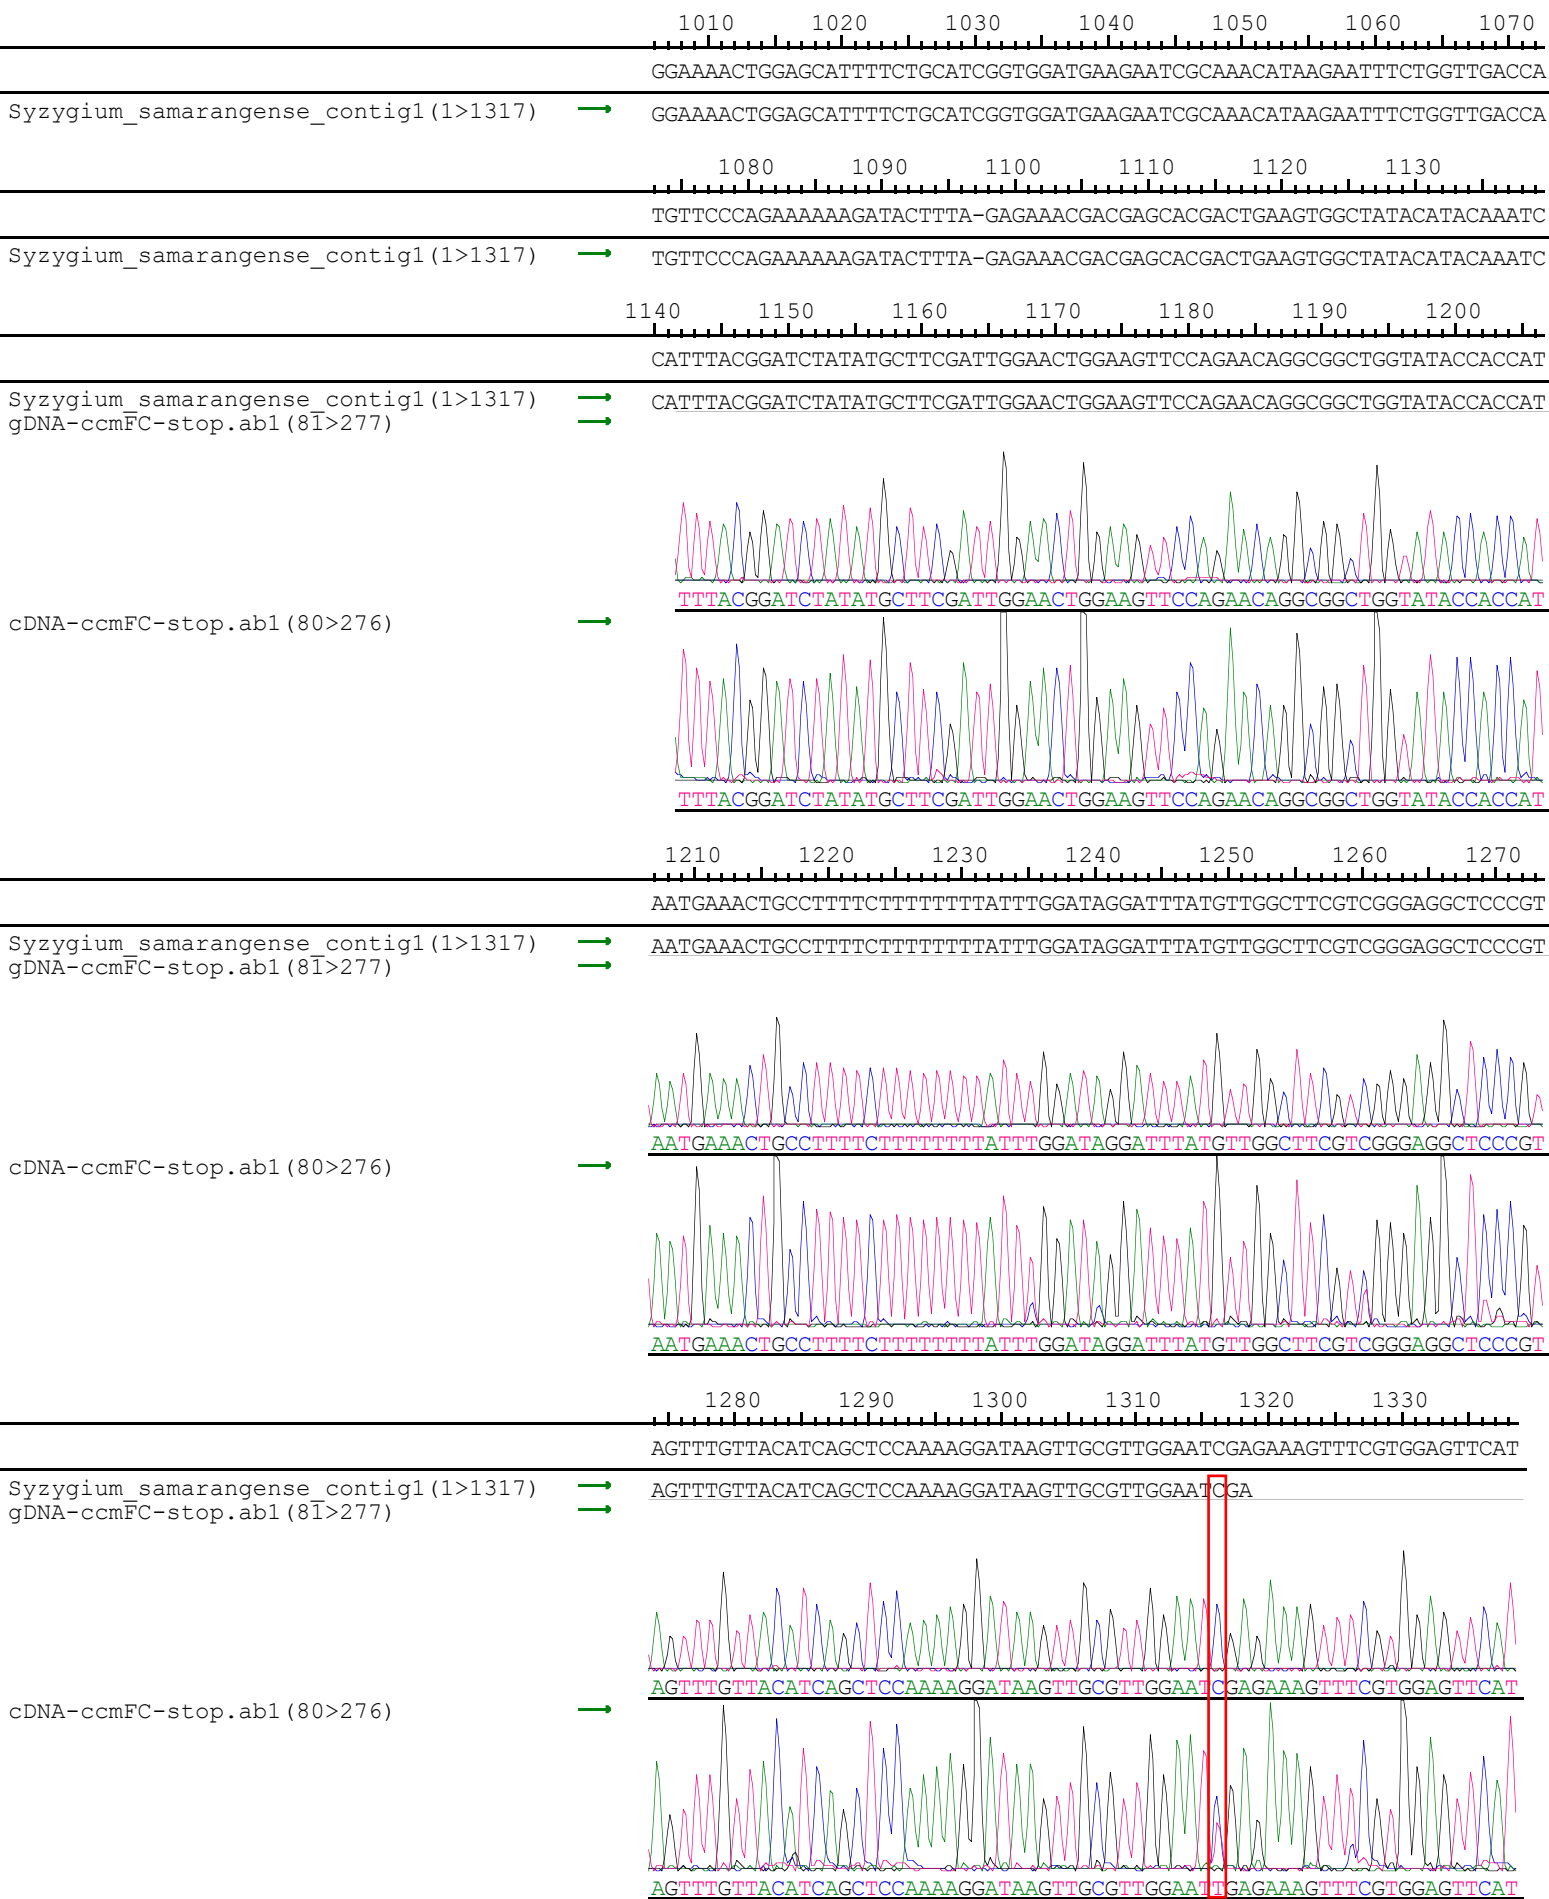 1010 1020 1030 1040 1050 1060 1070
GGAAAACTGGAGCATTTTCTGCATCGGTGGATGAAGAATCGCAAACATAAGAATTTCTGGTTGACCA
Syzygium_samarangense_contig1(1>1317) GGAAAACTGGAGCATTTTCTGCATCGGTGGATGAAGAATCGCAAACATAAGAATTTCTGGTTGACCA
1080 1090 1100 1110 1120 1130
TGTTCCCAGAAAAAAGATACTTTA-GAGAAACGACGAGCACGACTGAAGTGGCTATACATACAAATC
Syzygium_samarangense_contig1(1>1317) TGTTCCCAGAAAAAAGATACTTTA-GAGAAACGACGAGCACGACTGAAGTGGCTATACATACAAATC
1140 1150 1160 1170 1180 1190 1200
CATTTACGGATCTATATGCTTCGATTGGAACTGGAAGTTCCAGAACAGGCGGCTGGTATACCACCAT
Syzygium_samarangense_contig1(1>1317) CATTTACGGATCTATATGCTTCGATTGGAACTGGAAGTTCCAGAACAGGCGGCTGGTATACCACCAT
gDNA-ccmFC-stop.ab1(81>277)
TTTACGGATCTATATGCTTCGATTGGAACTGGAAGTTCCAGAACAGGCGGCTGGTATACCACCAT
cDNA-ccmFC-stop.ab1(80>276)
TTTACGGATCTATATGCTTCGATTGGAACTGGAAGTTCCAGAACAGGCGGCTGGTATACCACCAT
1210 1220 1230 1240 1250 1260 1270
AATGAAACTGCCTTTTCTTTTTTTTATTTGGATAGGATTTATGTTGGCTTCGTCGGGAGGCTCCCGT
Syzygium_samarangense_contig1(1>1317) AATGAAACTGCCTTTTCTTTTTTTTATTTGGATAGGATTTATGTTGGCTTCGTCGGGAGGCTCCCGT
gDNA-ccmFC-stop.ab1(81>277)
AATGAAACTGCCTTTTCTTTTTTTTATTTGGATAGGATTTATGTTGGCTTCGTCGGGAGGCTCCCGT
cDNA-ccmFC-stop.ab1(80>276)
AATGAAACTGCCTTTTCTTTTTTTTATTTGGATAGGATTTATGTTGGCTTCGTCGGGAGGCTCCCGT
1280 1290 1300 1310 1320 1330
AGTTTGTTACATCAGCTCCAAAAGGATAAGTTGCGTTGGAATCGAGAAAGTTTCGTGGAGTTCAT
Syzygium_samarangense_contig1(1>1317) AGTTTGTTACATCAGCTCCAAAAGGATAAGTTGCGTTGGAATCGA
gDNA-ccmFC-stop.ab1(81>277)
AGTTTGTTACATCAGCTCCAAAAGGATAAGTTGCGTTGGAATCGAGAAAGTTTCGTGGAGTTCAT
cDNA-ccmFC-stop.ab1(80>276)
AGTTTGTTACATCAGCTCCAAAAGGATAAGTTGCGTTGGAATTGAGAAAGTTTCGTGGAGTTCAT